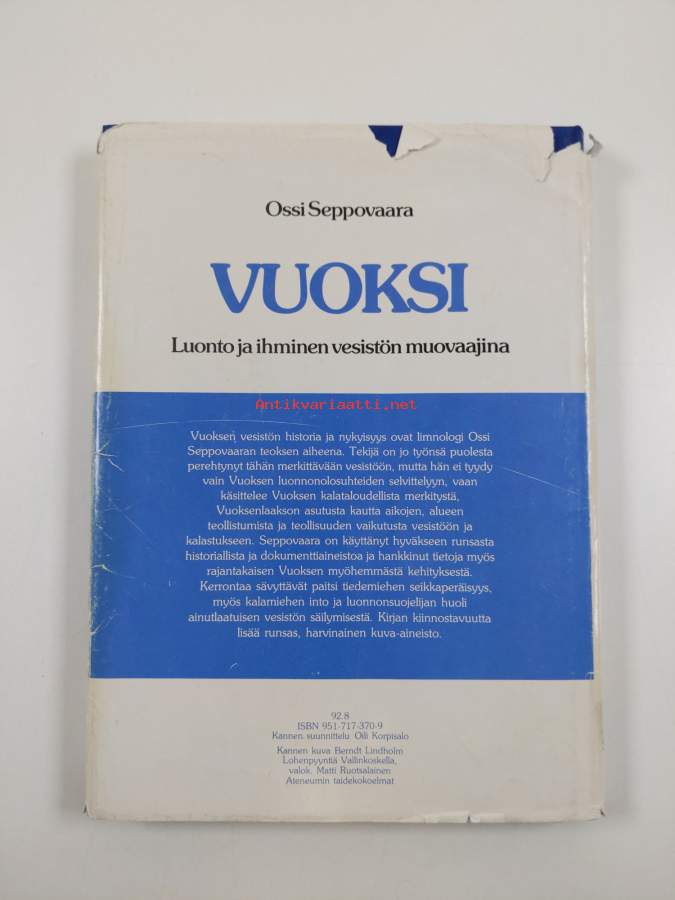 Ossi Seppovaara
VUOKSI
Luonto ja ihminen vesistön muovaajina
Antikvariaatti.net
Vuoksen vesistön historia ja nykyisyys ovat limnologi Ossi
Seppovaaran teoksen aiheena. Tekijä on jo työnsä puolesta
perehtynyt tähän merkittävään vesistöön, mutta hän ei tyydy
vain Vuoksen luonnonolosuhteiden selvittelyyn, vaan
käsittelee Vuoksen kalataloudellista merkitystä,
Vuoksenlaakson asutusta kautta aikojen, alueen
teollistumista ja teollisuuden vaikutusta vesistöön ja
kalastukseen. Seppovaara on käyttänyt hyväkseen runsasta
historiallista ja dokumenttiaineistoa ja hankkinut tietoja myös
rajantakaisen Vuoksen myöhemmästä kehityksestä.
Kerrontaa sävyttävät paitsi tiedemiehen seikkaperäisyys,
myös kalamiehen into ja luonnonsuojelijan huoli
ainutlaatuisen vesistön säilymisestä. Kirjan kiinnostavuutta
lisää runsas, harvinainen kuva-aineisto.
92.8
ISBN 951-717-370-9
Kannen suunnittelu Olli Korpisalo
Kannen kuva Berndt Lindholm
Lohenpyyntiä Vallinkoskella,
valok. Matti Ruotsalainen
Ateneumin taidekokoelmat